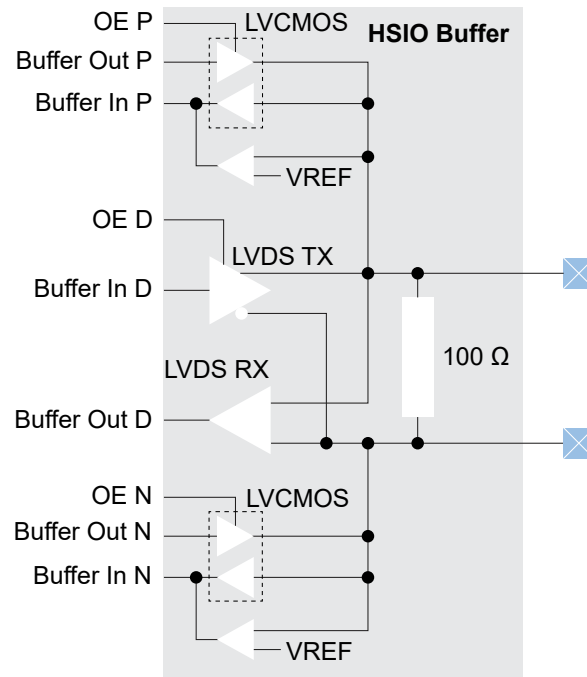 OE P
LVCMOS
HSIO Buffer
Buffer Out P
Buffer In P
VREF
OE D
LVDS TX
Buffer In D
LVDS RX
100 Ω
Buffer Out D
OE N
LVCMOS
Buffer Out N
Buffer In N
VREF